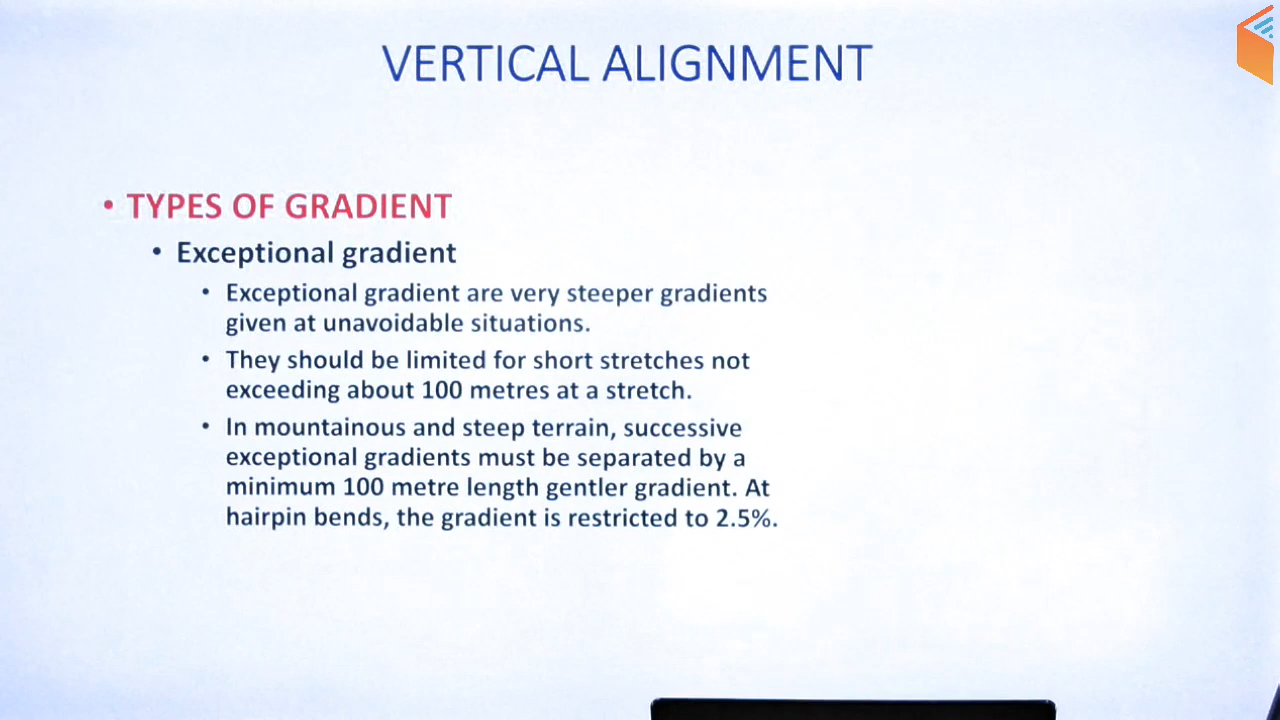 VERTICAL ALIGNMENT
• TYPES OF GRADIENT
• Exceptional gradient
• Exceptional gradient are very steeper gradients
given at unavoidable situations.
• They should be limited for short stretches not
exceeding about 100 metres at a stretch.
• In mountainous and steep terrain, successive
exceptional gradients must be separated by a
minimum 100 metre length gentler gradient. At
hairpin bends, the gradient is restricted to 2.5%.